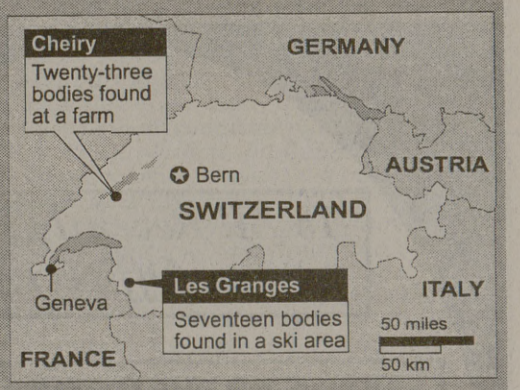 Cheiry
Twenty-three
bodies found
at a farm
GERMANY
AUSTRIA
Bern
SWITZERLAND
Geneva
Les Granges
Seventeen bodies
found in a ski area
ITALY
50 miles
50 km
FRANCE